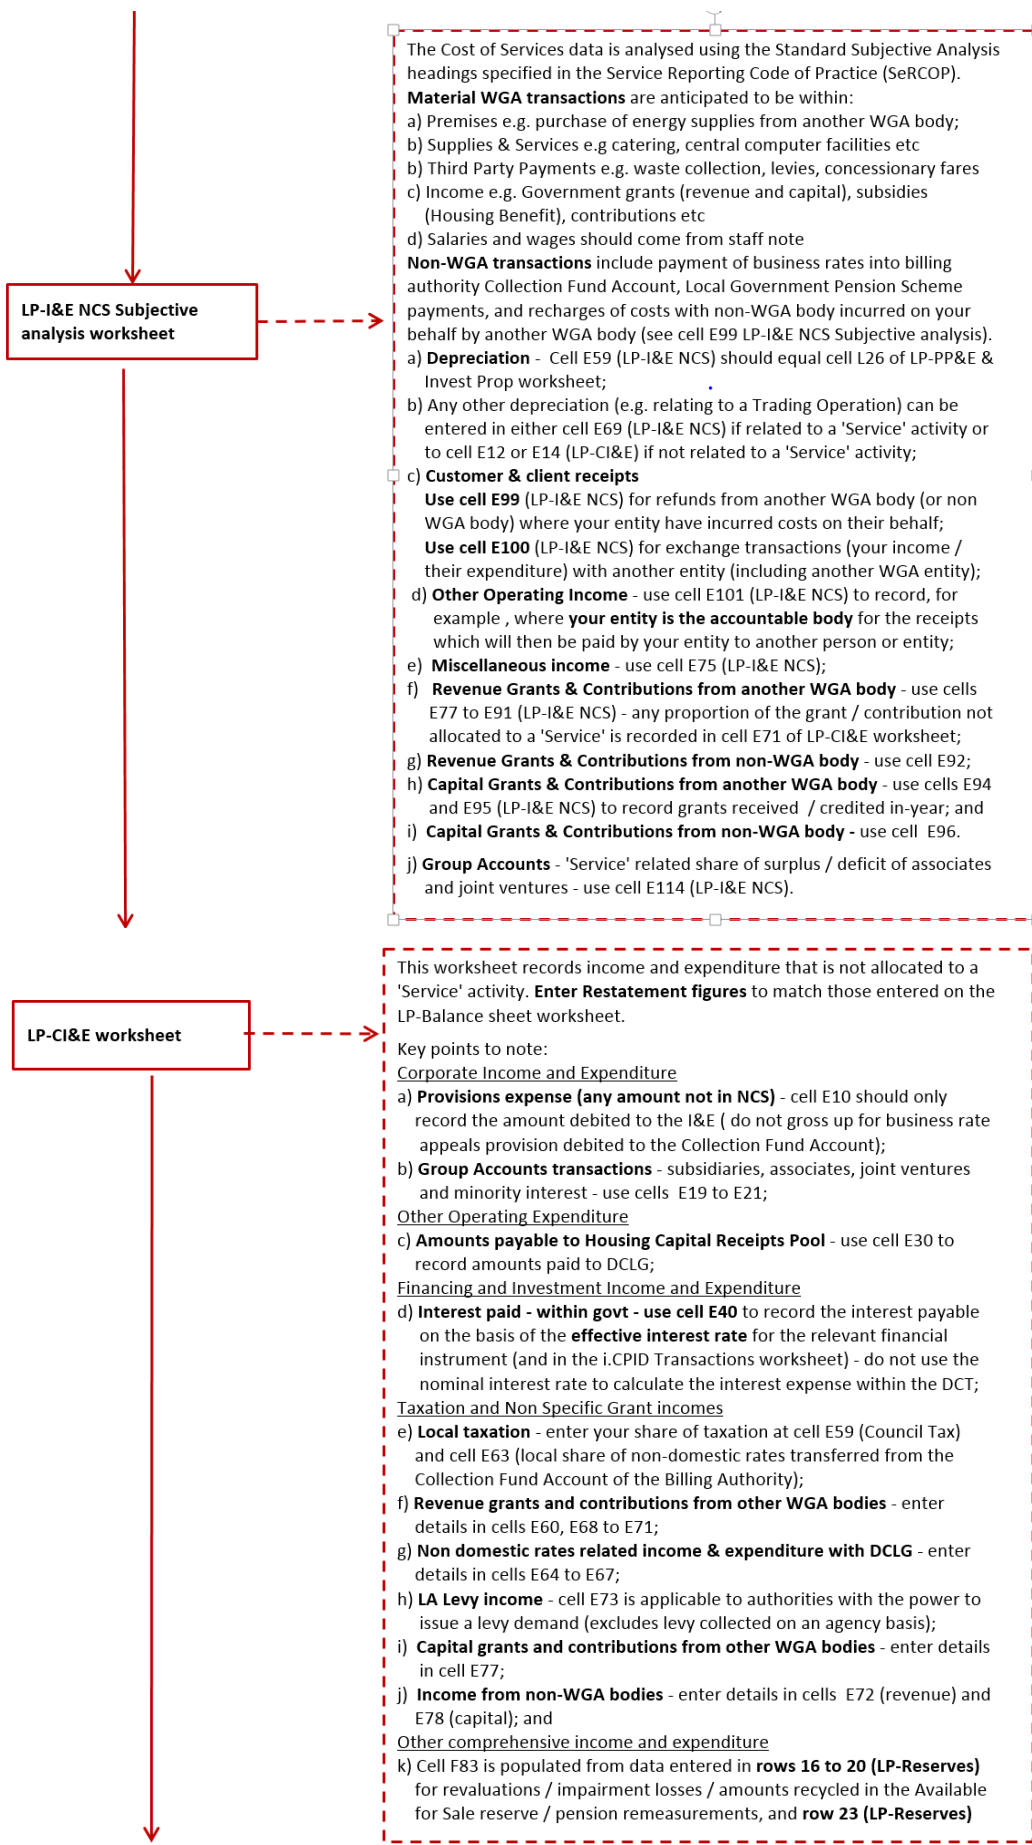 The Cost of Services data is analysed using the Standard Subjective Analysis
headings specified in the Service Reporting Code of Practice (SeRCOP).
Material WGA transactions are anticipated to be within:
a) Premises e.g. purchase of energy supplies from another WGA body;
b) Supplies & Services e.g catering, central computer facilities etc
b) Third Party Payments e.g. waste collection, levies, concessionary fares
c) Income e.g. Government grants (revenue and capital), subsidies
(Housing Benefit), contributions etc
d) Salaries and wages should come from staff note
Non-WGA transactions include payment of business rates into billing
authority Collection Fund Account, Local Government Pension Scheme
payments, and recharges of costs with non-WGA body incurred on your
behalf by another WGA body (see cell E99 LP-I&E NCS Subjective analysis).
a) Depreciation - Cell E59 (LP-I&E NCS) should equal cell L26 of LP-PP&E &
Invest Prop worksheet;
b) Any other depreciation (e.g. relating to a Trading Operation) can be
entered in either cell E69 (LP-I&E NCS) if related to a 'Service' activity or
to cell E12 or E14 (LP-CI&E) if not related to a 'Service' activity;
c) Customer & client receipts
Use cell E99 (LP-I&E NCS) for refunds from another WGA body (or non
WGA body) where your entity have incurred costs on their behalf;
Use cell E100 (LP-I&E NCS) for exchange transactions (your income /
their expenditure) with another entity (including another WGA entity);
d) Other Operating Income - use cell E101 (LP-I&E NCS) to record, for
example , where your entity is the accountable body for the receipts
which will then be paid by your entity to another person or entity;
e) Miscellaneous income - use cell E75 (LP-I&E NCS);
f) Revenue Grants & Contributions from another WGA body - use cells
E77 to E91 (LP-I&E NCS) - any proportion of the grant / contribution not
allocated to a 'Service' is recorded in cell E71 of LP-CI&E worksheet;
g) Revenue Grants & Contributions from non-WGA body - use cell E92;
h) Capital Grants & Contributions from another WGA body - use cells E94
and E95 (LP-I&E NCS) to record grants received / credited in-year; and
i) Capital Grants & Contributions from non-WGA body - use cell E96.
j) Group Accounts - 'Service' related share of surplus / deficit of associates
and joint ventures - use cell E114 (LP-I&E NCS).
LP-I&E NCS Subjective
analysis worksheet
LP-CI&E worksheet
This worksheet records income and expenditure that is not allocated to a
'Service' activity. Enter Restatement figures to match those entered on the
LP-Balance sheet worksheet.
Key points to note:
Corporate Income and Expenditure
a) Provisions expense (any amount not in NCS) - cell E10 should only
record the amount debited to the I&E ( do not gross up for business rate
appeals provision debited to the Collection Fund Account);
b) Group Accounts transactions - subsidiaries, associates, joint ventures
and minority interest - use cells E19 to E21;
Other Operating Expenditure
c) Amounts payable to Housing Capital Receipts Pool - use cell E30 to
record amounts paid to DCLG;
Financing and Investment Income and Expenditure
d) Interest paid - within govt - use cell E40 to record the interest payable
on the basis of the effective interest rate for the relevant financial
instrument (and in the i.CPID Transactions worksheet) - do not use the
nominal interest rate to calculate the interest expense within the DCT;
Taxation and Non Specific Grant incomes
e) Local taxation - enter your share of taxation at cell E59 (Council Tax)
and cell E63 (local share of non-domestic rates transferred from the
Collection Fund Account of the Billing Authority);
f) Revenue grants and contributions from other WGA bodies - enter
details in cells E60, E68 to E71;
g) Non domestic rates related income & expenditure with DCLG - enter
details in cells E64 to E67;
h) LA Levy income - cell E73 is applicable to authorities with the power to
issue a levy demand (excludes levy collected on an agency basis);
i) Capital grants and contributions from other WGA bodies - enter details
in cell E77;
j) Income from non-WGA bodies - enter details in cells E72 (revenue) and
E78 (capital); and
Other comprehensive income and expenditure
k) Cell F83 is populated from data entered in rows 16 to 20 (LP-Reserves)
for revaluations / impairment losses / amounts recycled in the Available
for Sale reserve / pension remeasurements, and row 23 (LP-Reserves)